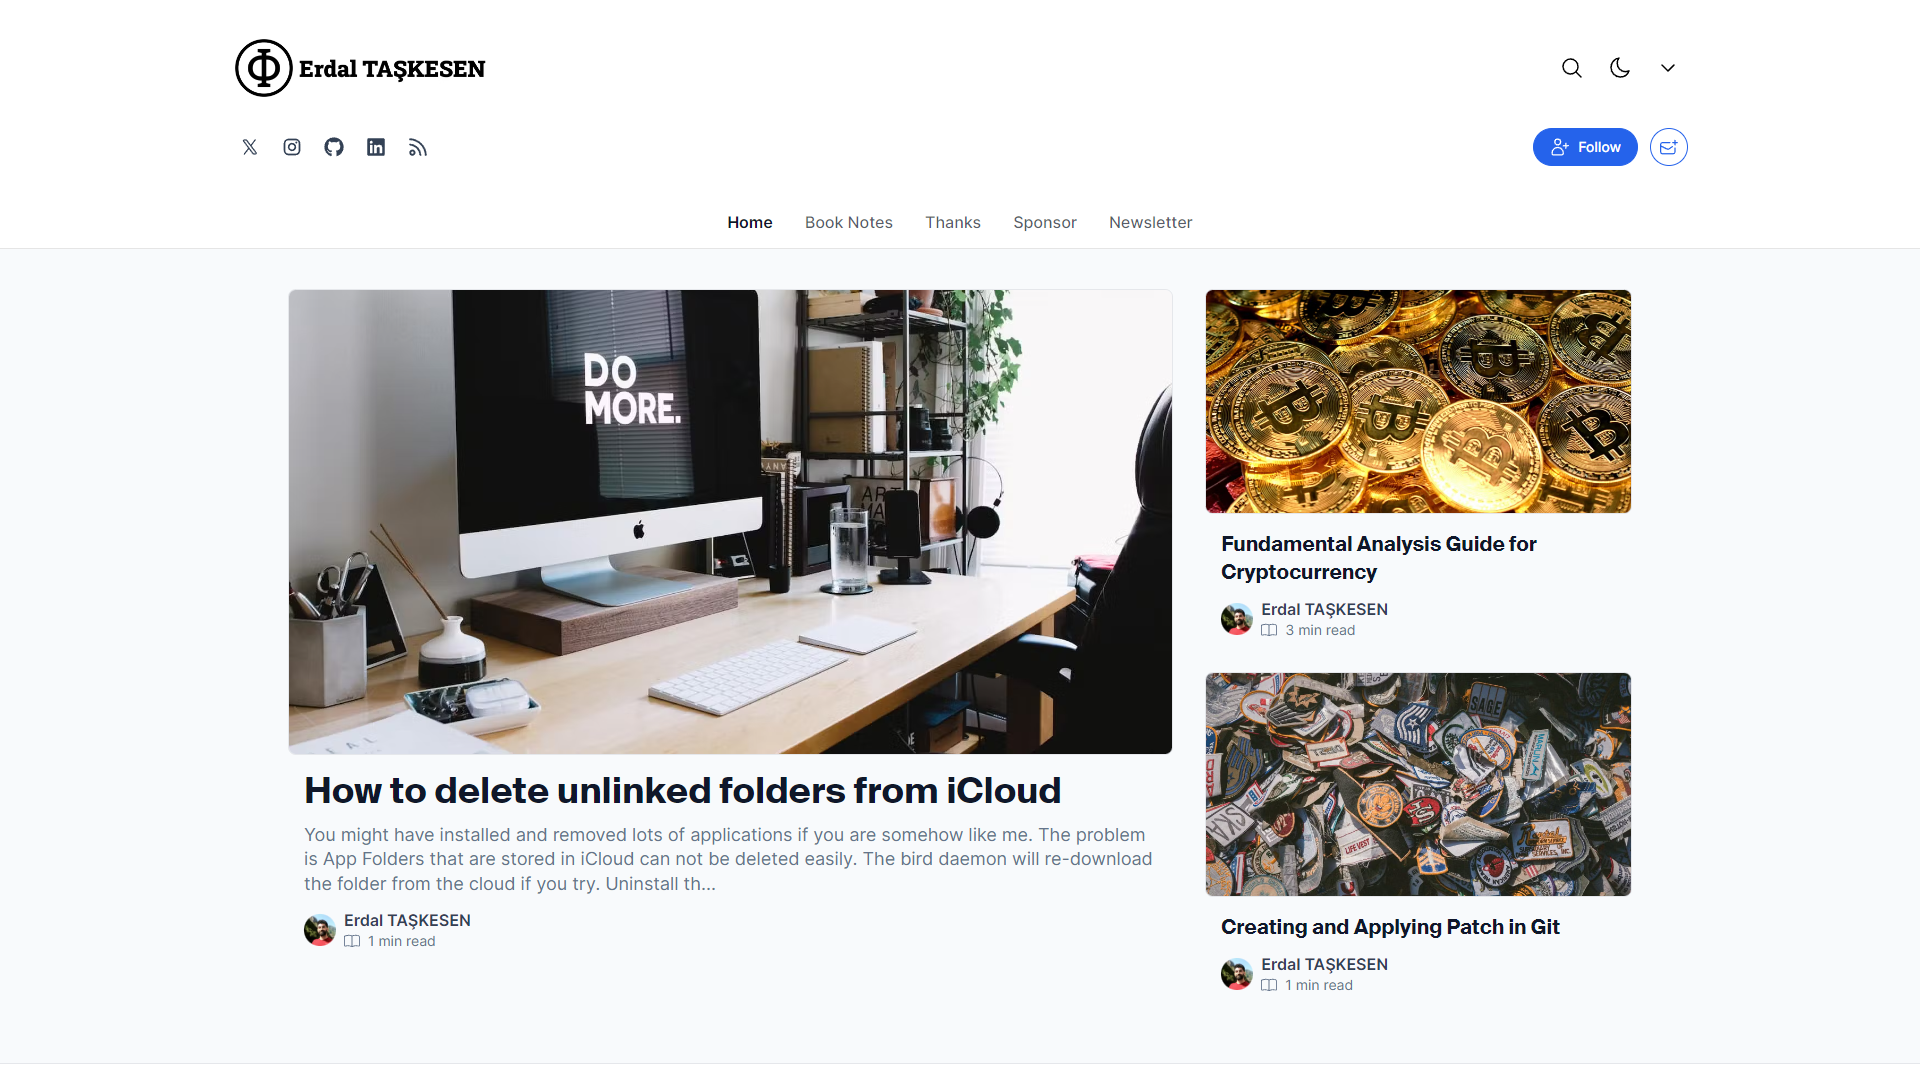 Erdal TAŞKESEN
Follow
Home
Book Notes
Thanks
Sponsor
Newsletter
DO
MORE.
How to delete unlinked folders from iCloud
You might have installed and removed lots of applications if you are somehow like me. The problem
is App Folders that are stored in iCloud can not be deleted easily. The bird daemon will re-download
the folder from the cloud if you try. Uninstall th...
Erdal TAŞKESEN
1 min read
Fundamental Analysis Guide for
Cryptocurrency
Erdal TAŞKESEN
3 min read
SAGE
LIFE VEST
Creating and Applying Patch in Git
Erdal TAŞKESEN
1 min read